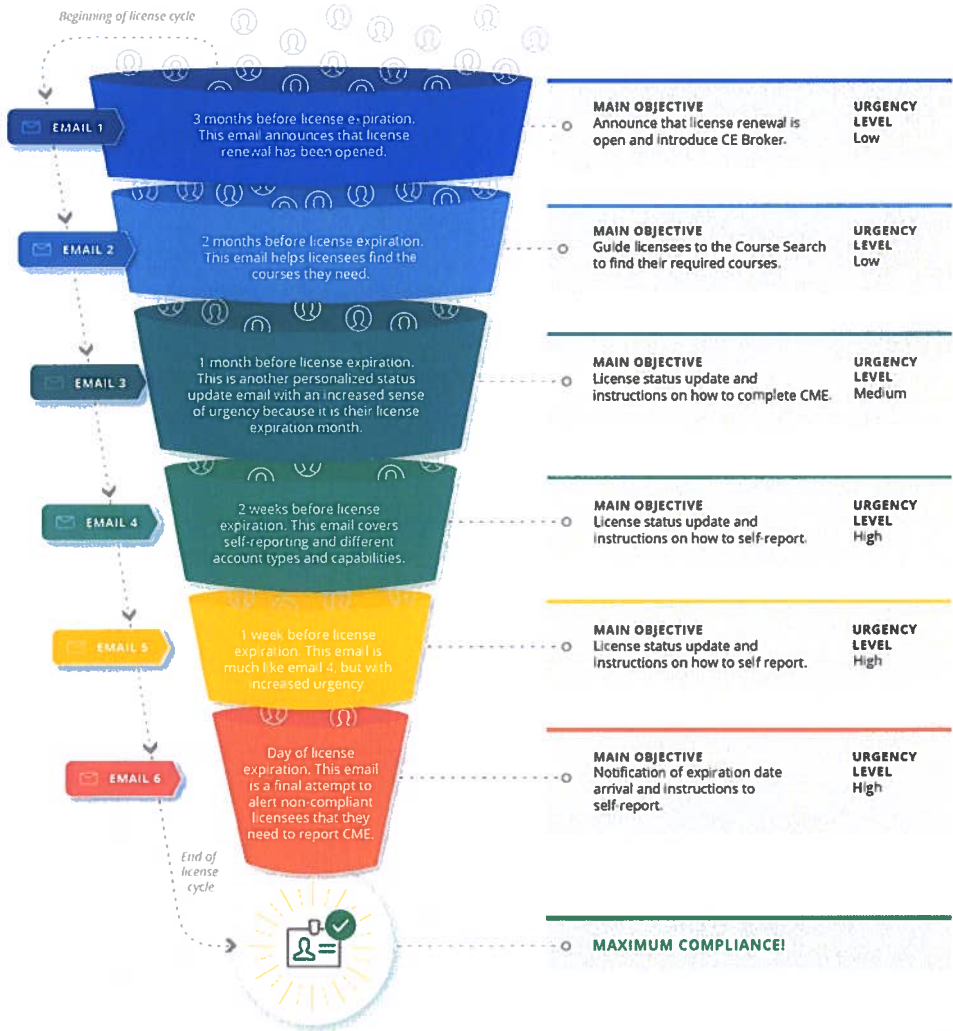 Beginning of license cycle
EMAIL 1
3 months before license expiration.
This email announces that license
renewal has been opened.
MAIN OBJECTIVE
Announce that license renewal is
open and introduce CE Broker.
URGENCY
LEVEL
Low
EMAIL 2
2 months before license expiration.
This email helps licensees find the
courses they need.
MAIN OBJECTIVE
Guide licensees to the Course Search
to find their required courses.
URGENCY
LEVEL
Low
EMAIL 3
1 month before license expiration.
This is another personalized status
update email with an increased sense
of urgency because it is their license
expiration month.
MAIN OBJECTIVE
License status update and
instructions on how to complete CME.
URGENCY
LEVEL
Medium
EMAIL 4
2 weeks before license
expiration. This email covers
self-reporting and different
account types and capabilities.
MAIN OBJECTIVE
License status update and
instructions on how to self-report.
URGENCY
LEVEL
High
EMAIL 5
1 week before license
expiration. This email is
much like email 4, but with
increased urgency
MAIN OBJECTIVE
License status update and
instructions on how to self report.
URGENCY
LEVEL
High
EMAIL 6
Day of license
expiration. This email
is a final attempt to
alert non-compliant
licensees that they
need to report CME.
MAIN OBJECTIVE
Notification of expiration date
arrival and instructions to
self-report.
URGENCY
LEVEL
High
End of
license
cycle
MAXIMUM COMPLIANCE!